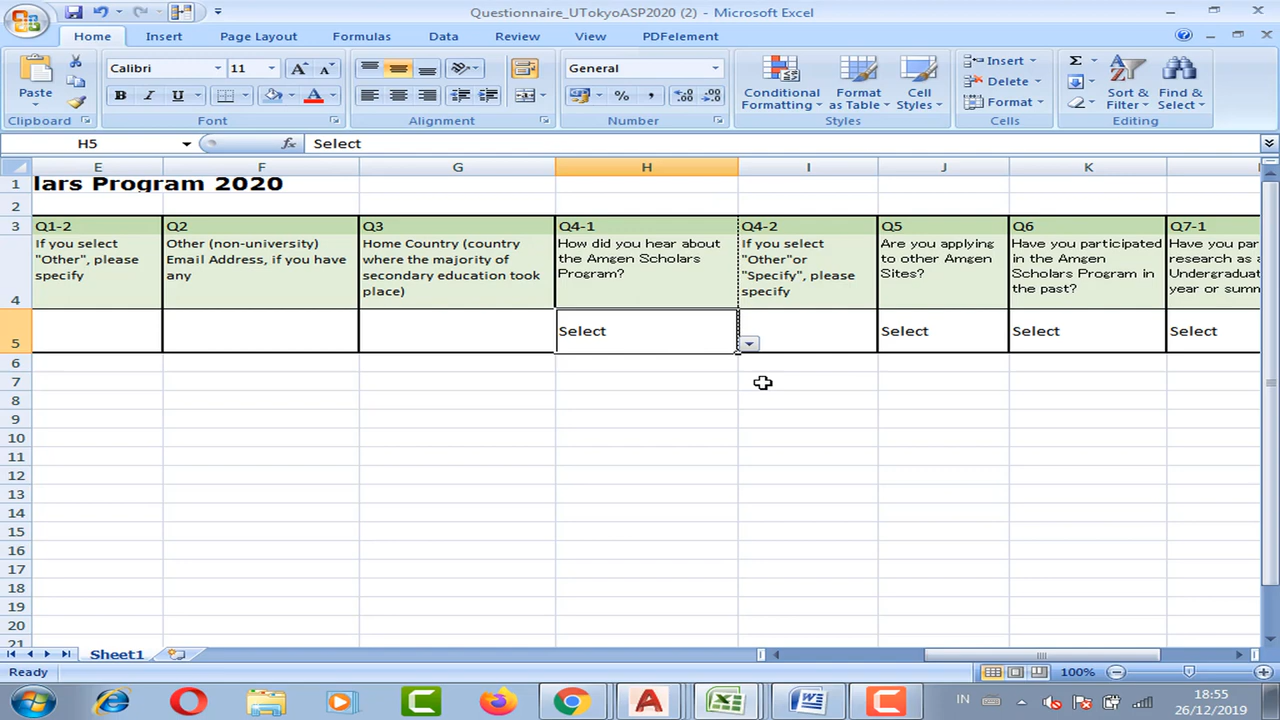 Questionnaire_UTokyoASP2020 (2) - Microsoft Excel
Home Insert Page Layout Formulas Data Review View PDFelement
Calibri 11 General
Paste
B I U A % ,
Conditional Formatting
Format as Table
Cell Styles
Insert
Delete
Format
Sort & Filter
Find & Select
Clipboard Font Alignment Number Styles Cells Editing
H5 fx Select
E F G H I J K
1 lars Program 2020
2
3 Q1-2 Q2 Q3 Q4-1 Q4-2 Q5 Q6 Q7-1
If you select "Other", please specify
Other (non-university) Email Address, if you have any
Home Country (country where the majority of secondary education took place)
How did you hear about the Amgen Scholars Program?
If you select "Other"or "Specify", please specify
Are you applying to other Amgen Sites?
Have you participated in the Amgen Scholars Program in the past?
Have you par
research as a
Undergraduat
year or summ
4
5 Select Select Select Select
6
7
8
9
10
11
12
13
14
15
16
17
18
19
20
21
Sheet1
Ready 100%
IN 18:55
26/12/2019